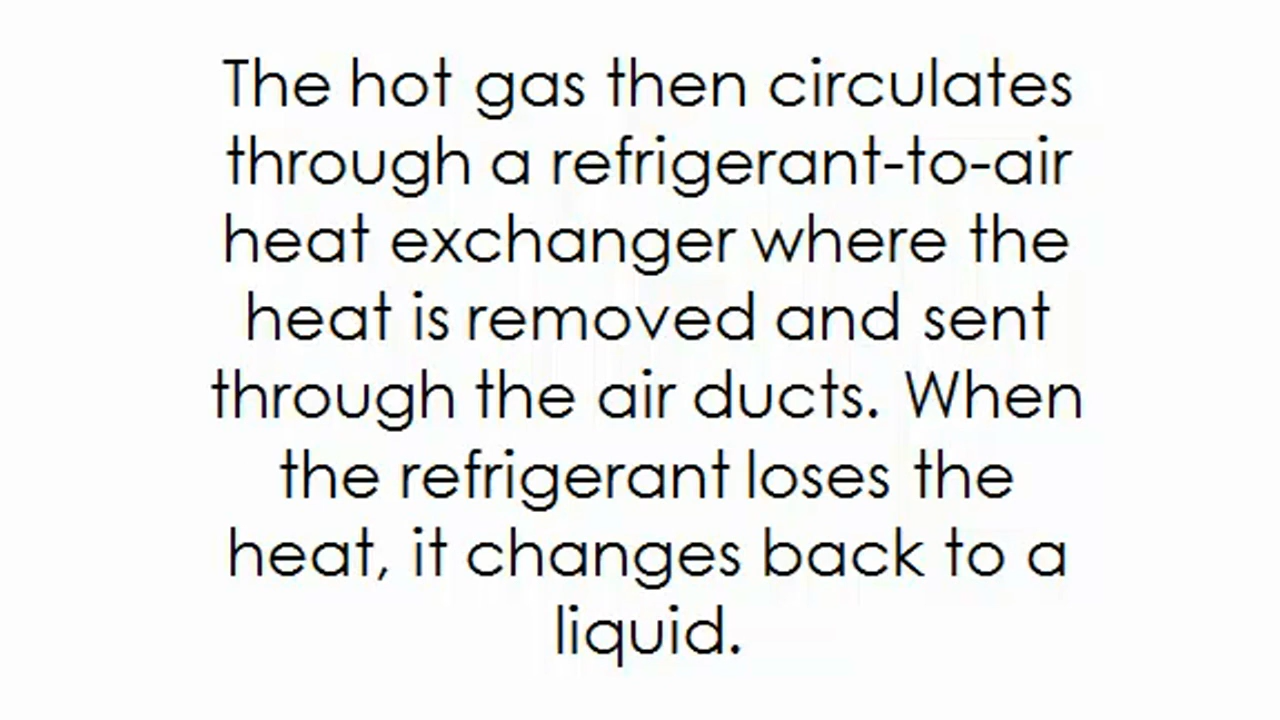 The hot gas then circulates
through a refrigerant-to-air
heat exchanger where the
heat is removed and sent
through the air ducts. When
the refrigerant loses the
heat, it changes back to a
liquid.